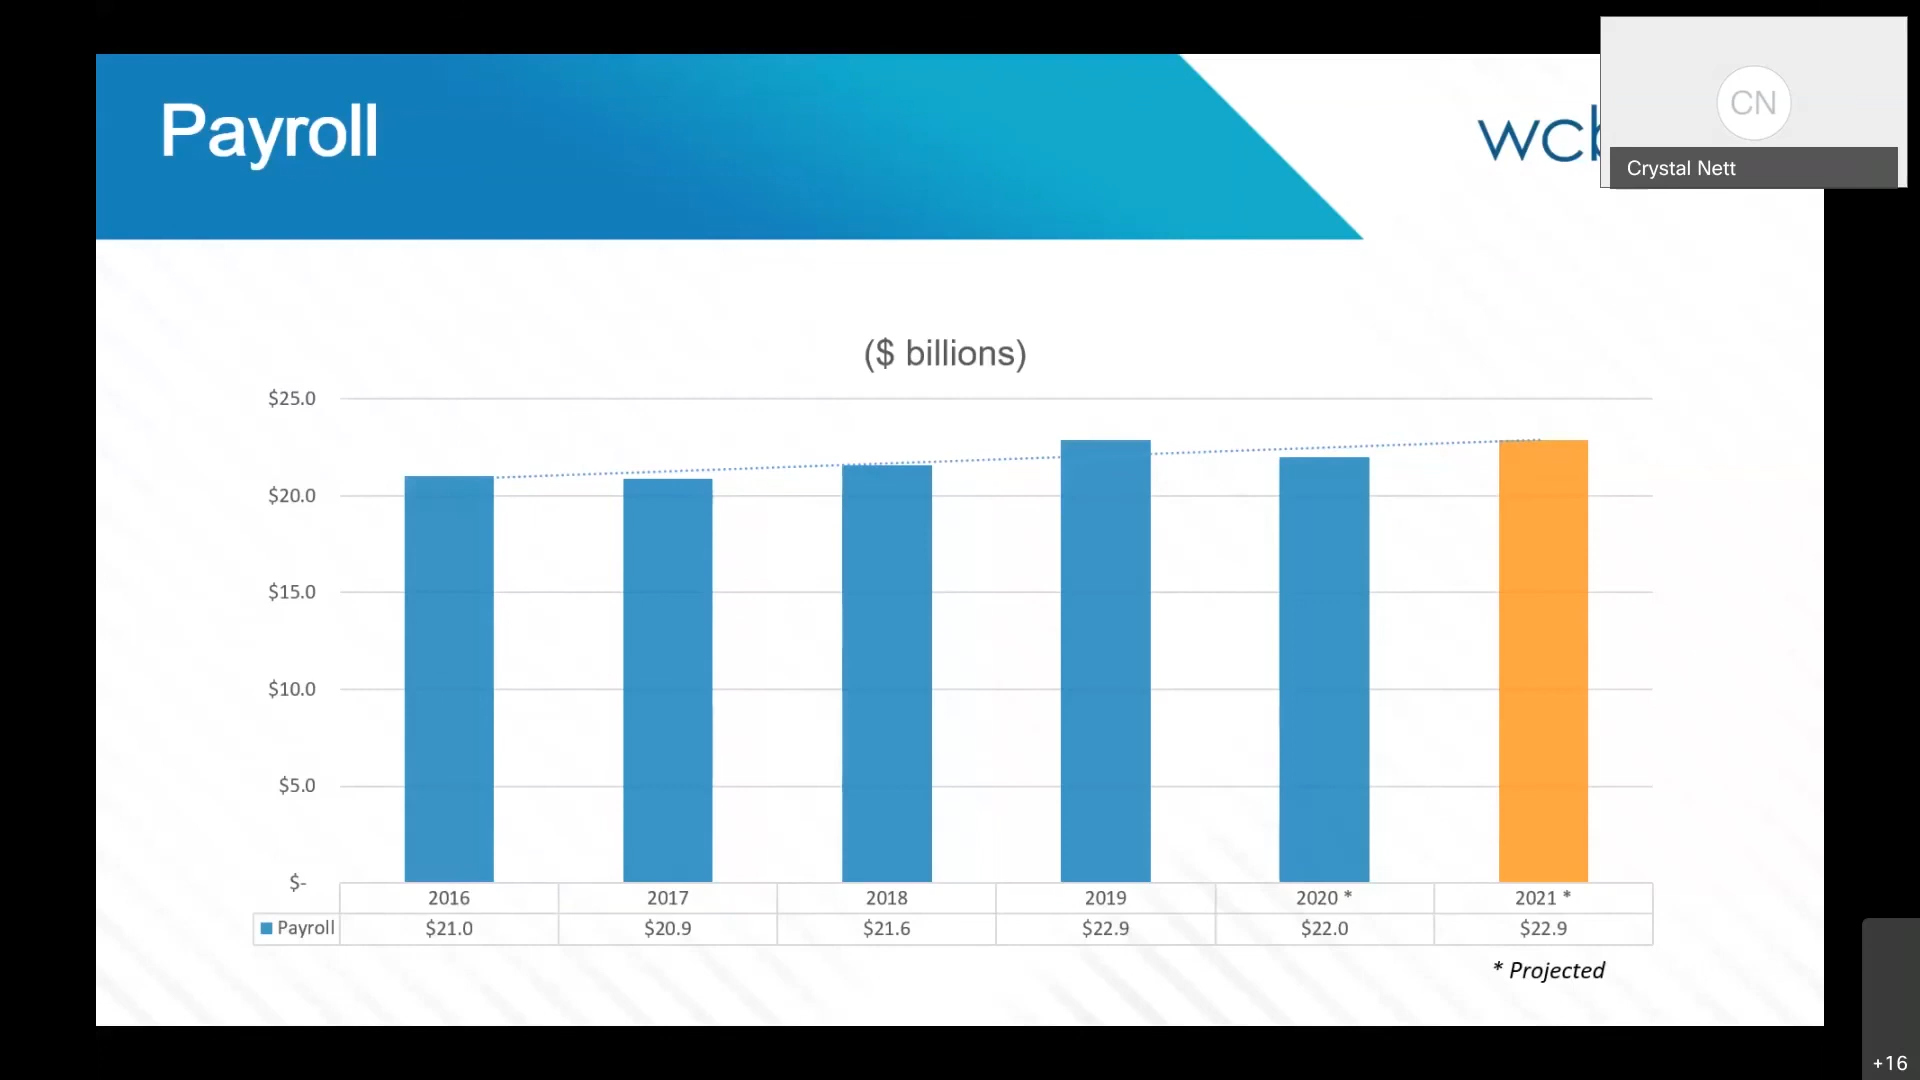 Payroll
wcb
CN
Crystal Nett
($ billions)
$25.0
$20.0
$15.0
$10.0
$5.0
$-
2016 2017 2018 2019 2020 * 2021 *
Payroll $21.0 $20.9 $21.6 $22.9 $22.0 $22.9
* Projected
+16